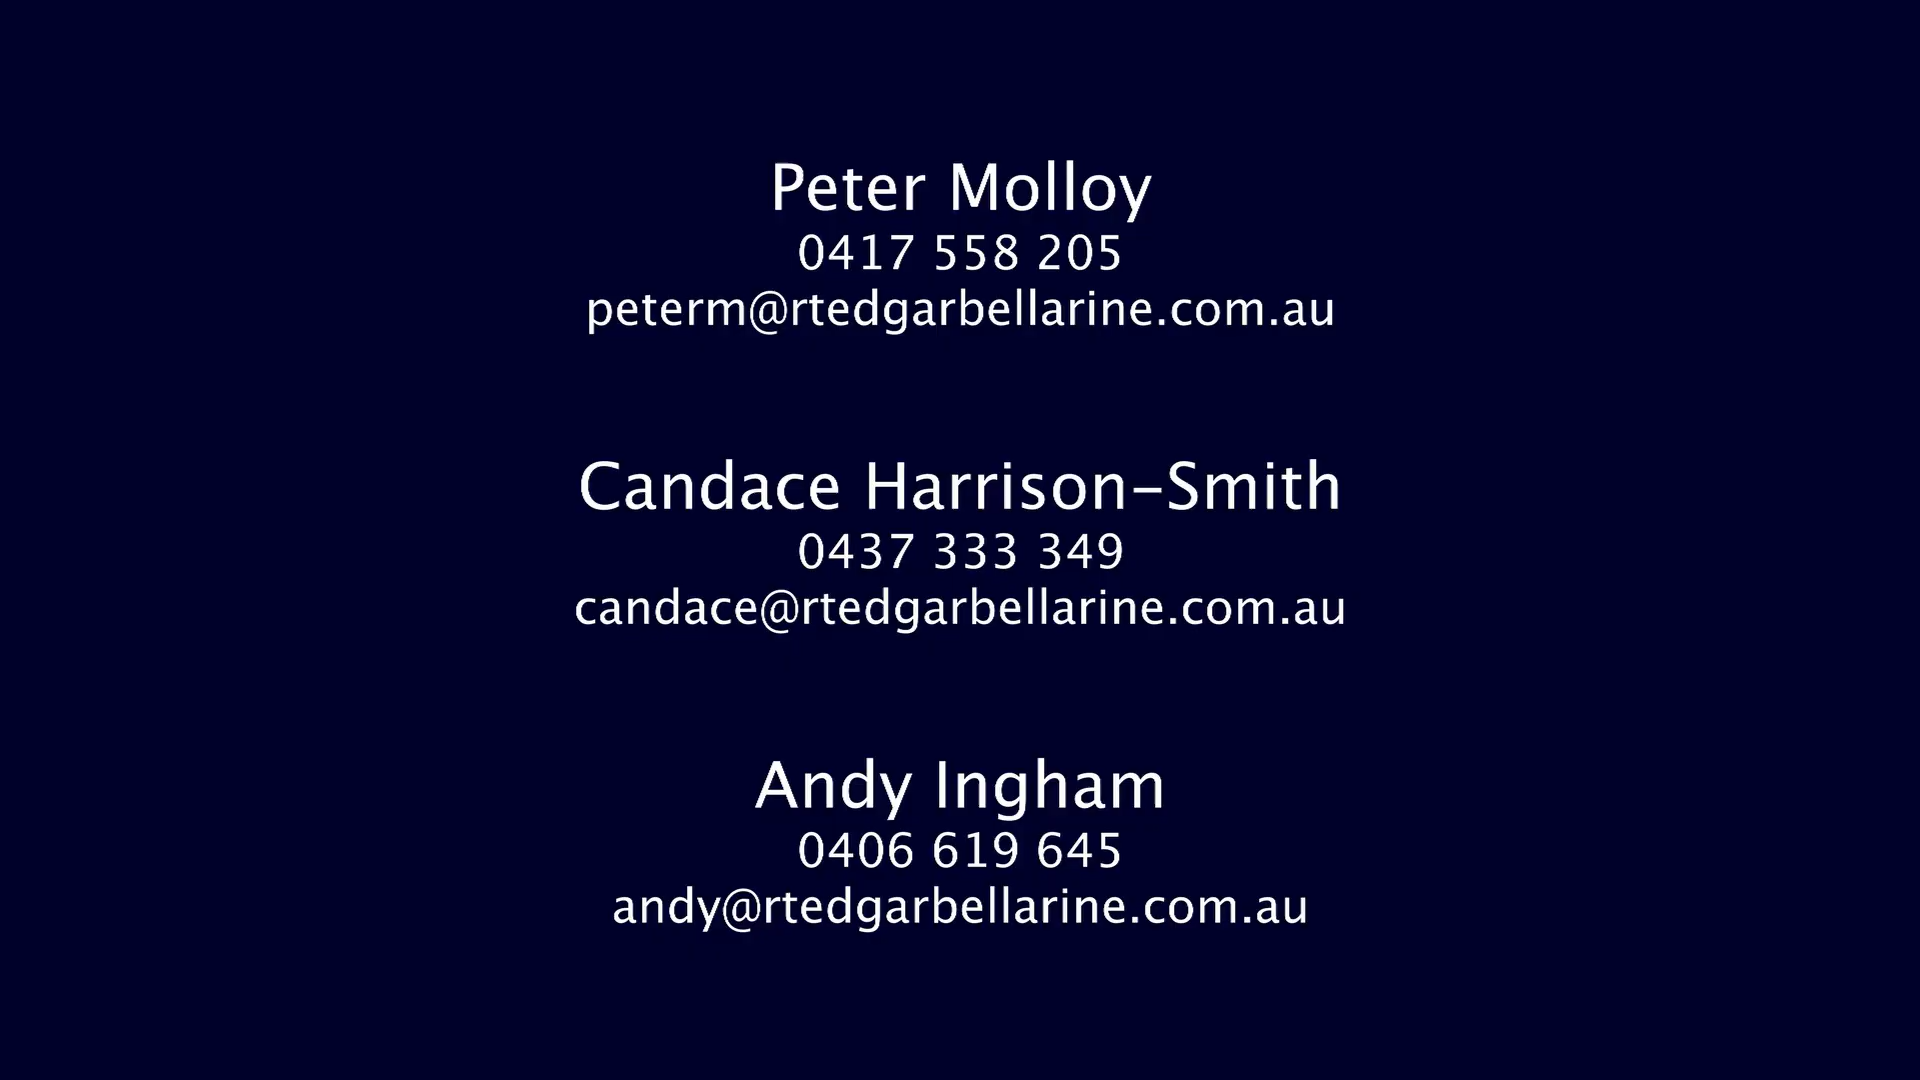 Peter Molloy
0417 558 205
peterm@rtedgarbellarine.com.au
Candace Harrison-Smith
0437 333 349
candace@rtedgarbellarine.com.au
Andy Ingham
0406 619 645
andy@rtedgarbellarine.com.au